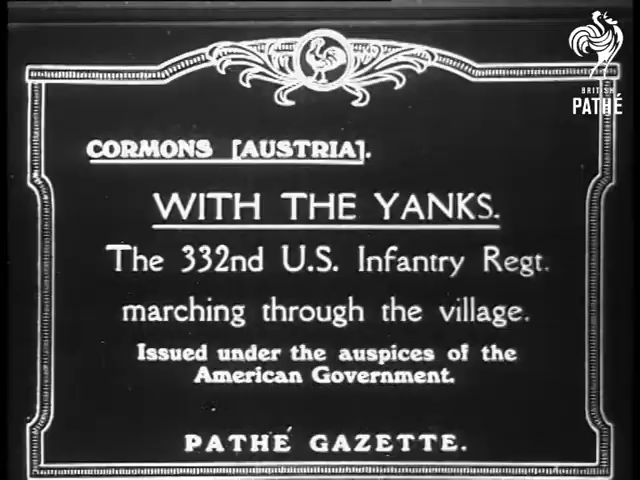 BRITISH
PATHÉ
CORMONS [AUSTRIA].
WITH THE YANKS.
The 332nd U.S. Infantry Regt.
marching through the village.
Issued under the auspices of the
American Government.
PATHÉ GAZETTE.